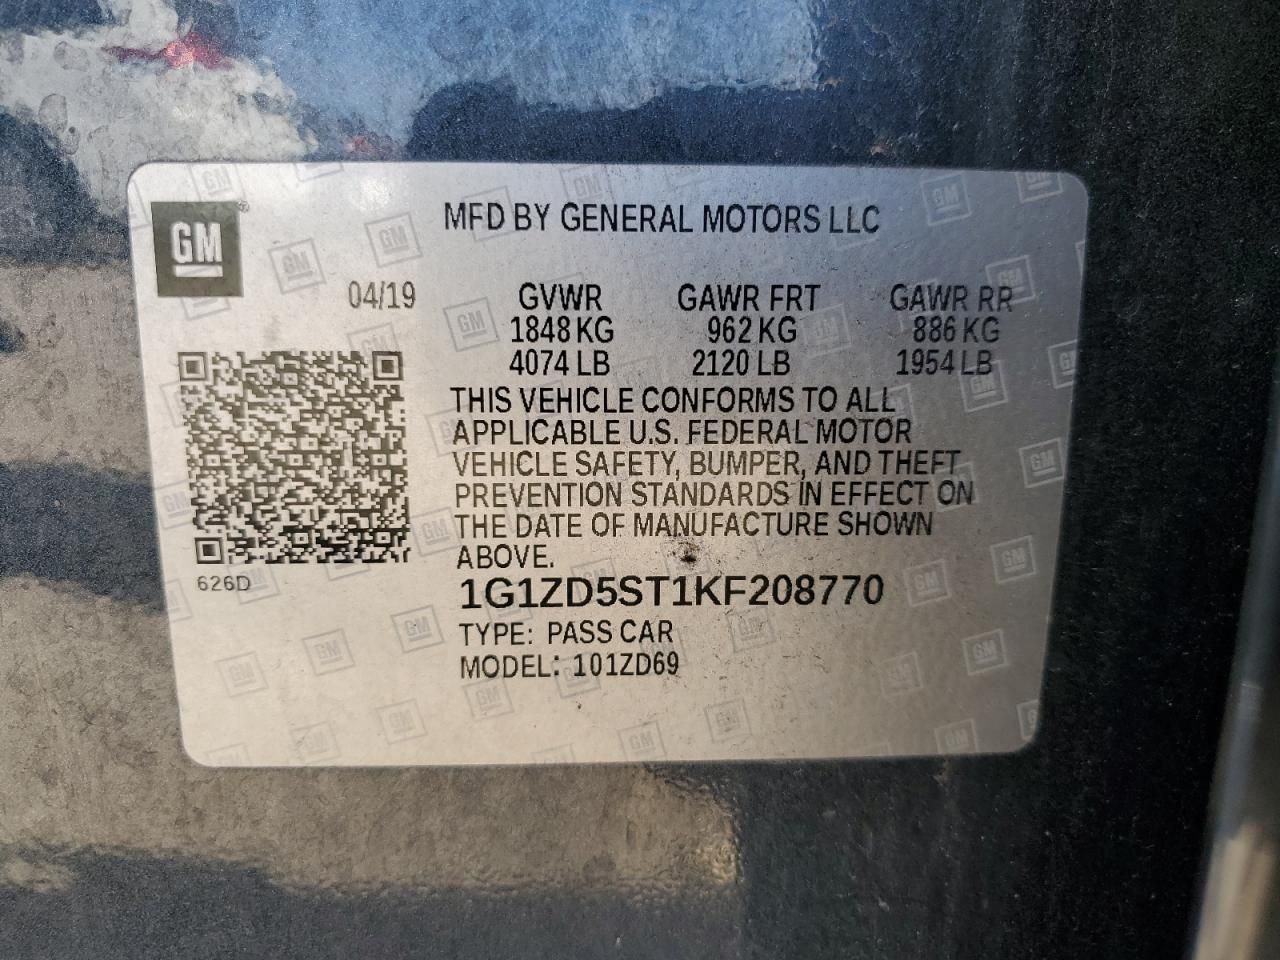 GM
MFD BY GENERAL MOTORS LLC
04/19
GVWR GAWR FRT GAWR RR
1848 KG 962 KG 886 KG
4074 LB 2120 LB 1954 LB
THIS VEHICLE CONFORMS TO ALL
APPLICABLE U.S. FEDERAL MOTOR
VEHICLE SAFETY, BUMPER, AND THEFT
PREVENTION STANDARDS IN EFFECT ON
THE DATE OF MANUFACTURE SHOWN
ABOVE.
626D
1G1ZD5ST1KF208770
TYPE: PASS CAR
MODEL: 101ZD69